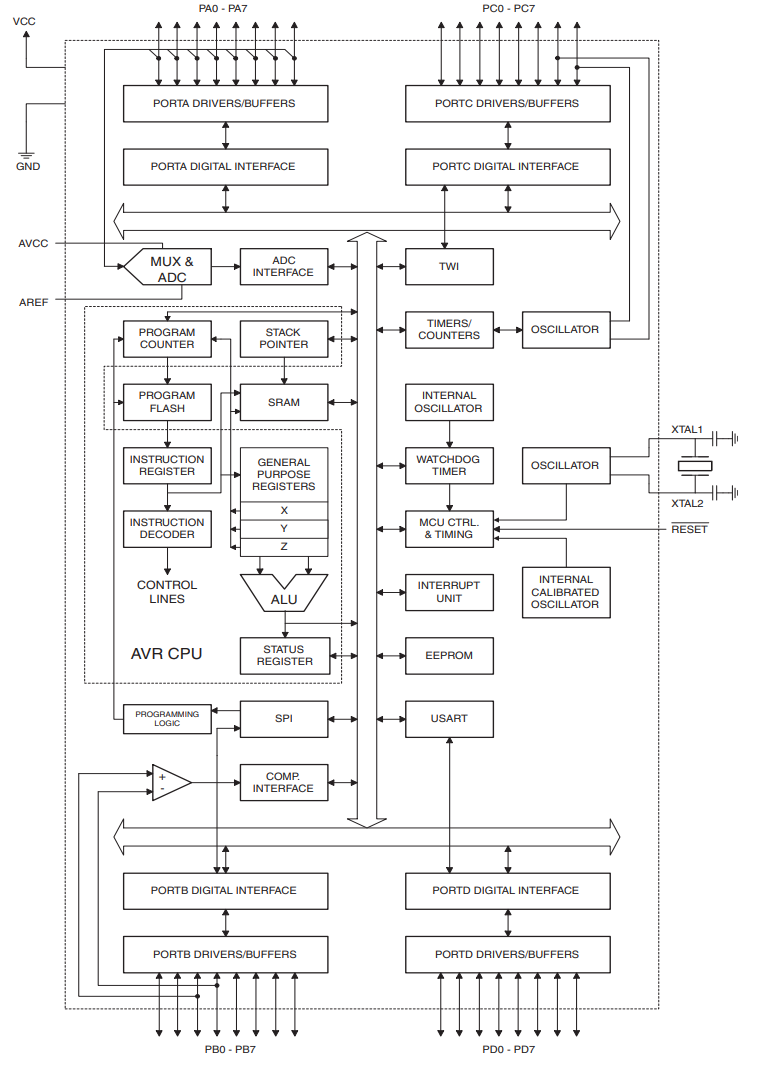 PA0 - PA7
PC0 - PC7
VCC
PORTA DRIVERS/BUFFERS
PORTC DRIVERS/BUFFERS
GND
PORTA DIGITAL INTERFACE
PORTC DIGITAL INTERFACE
AVCC
MUX &
ADC
ADC
INTERFACE
TWI
AREF
PROGRAM
COUNTER
STACK
POINTER
TIMERS/
COUNTERS
OSCILLATOR
PROGRAM
FLASH
SRAM
INTERNAL
OSCILLATOR
XTAL1
INSTRUCTION
REGISTER
GENERAL
PURPOSE
REGISTERS
WATCHDOG
TIMER
OSCILLATOR
XTAL2
X
Y
Z
INSTRUCTION
DECODER
MCU CTRL.
& TIMING
RESET
CONTROL
LINES
ALU
INTERRUPT
UNIT
INTERNAL
CALIBRATED
OSCILLATOR
AVR CPU
STATUS
REGISTER
EEPROM
PROGRAMMING
LOGIC
SPI
USART
+
-
COMP.
INTERFACE
PORTB DIGITAL INTERFACE
PORTD DIGITAL INTERFACE
PORTB DRIVERS/BUFFERS
PORTD DRIVERS/BUFFERS
PB0 - PB7
PD0 - PD7